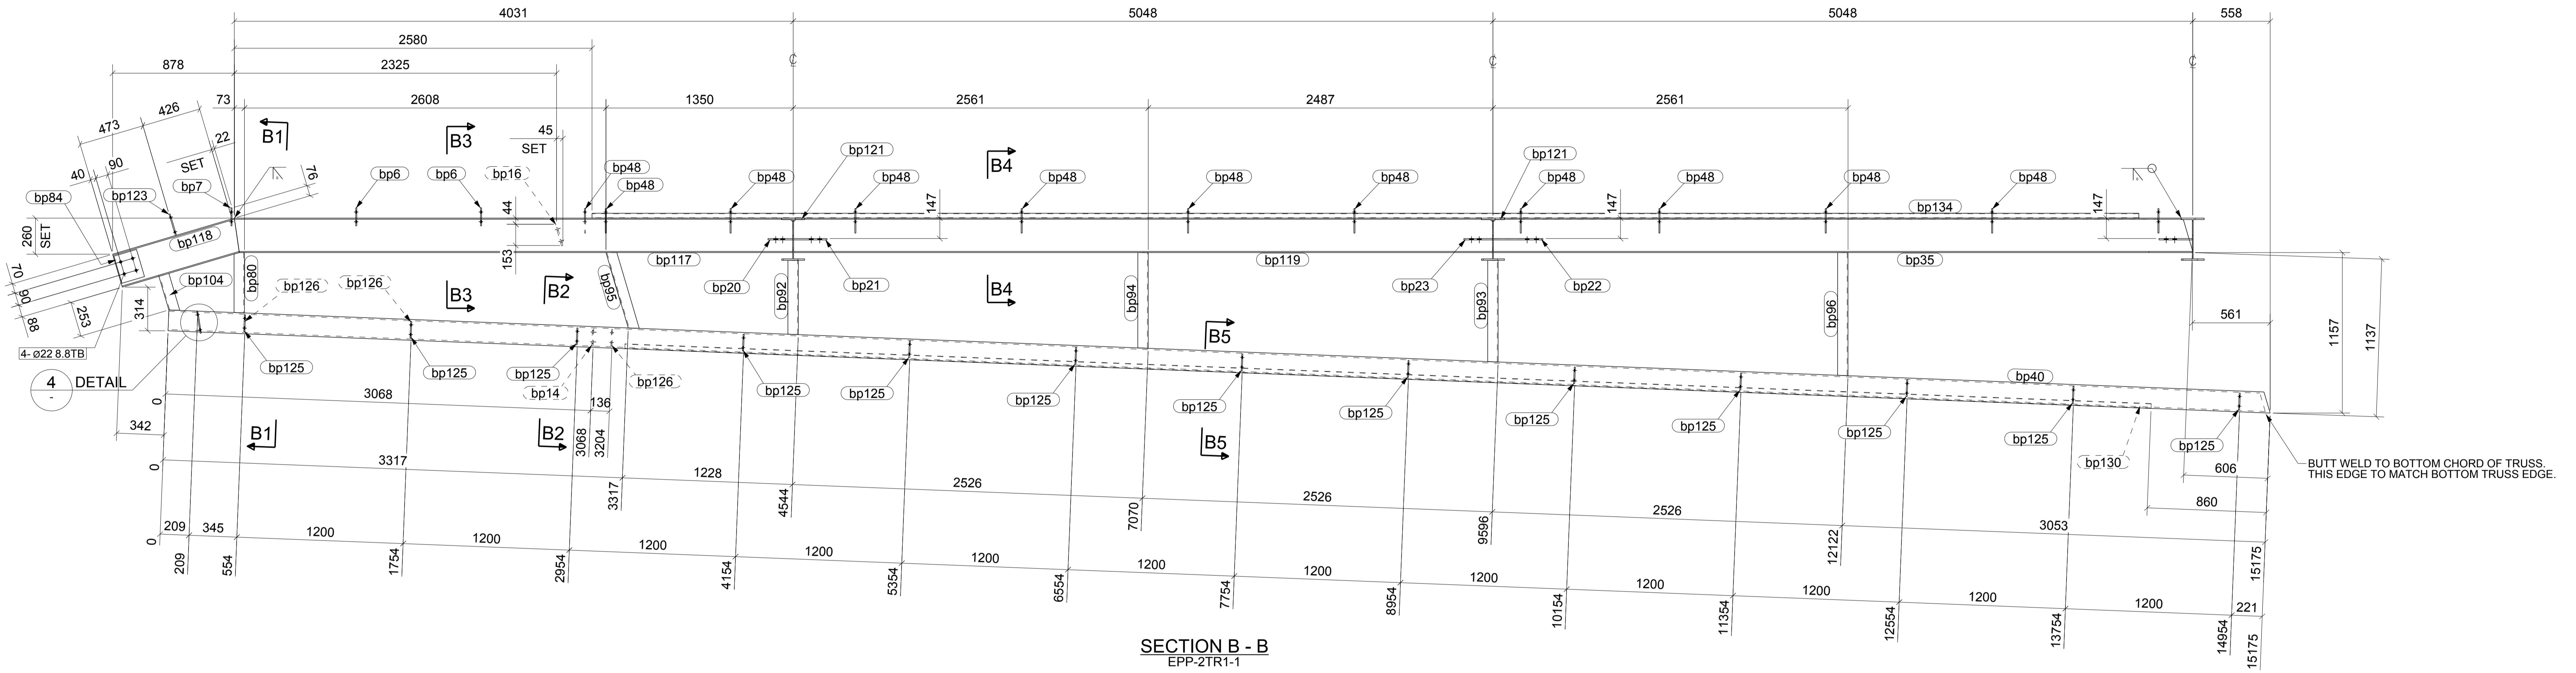 4031 5048 5048 558
2580
878 2325
73 2608 1350 2561 2487 2561
473 426 22 SET 76
B1 B3 45 SET B4
40 90
bp84 bp123 bp7 bp6 bp6 bp16 bp48 bp48 bp48 bp121 bp48 bp48 bp48 bp48 bp121 bp48 bp48 bp48
260 SET
bp118 44 153 147 147 bp134 147
70 90 88 253
bp104 314 bp80 bp126 bp126 bp95 bp117 bp20 bp92 bp21 bp94 bp119 bp23 bp93 bp22 bp96 bp35
B3 B2 B4 B5
4- Ø22 8.8TB
4
-
DETAIL
561 1157 1137
bp125 bp125 bp125 bp14 bp126 bp125 bp125 bp125 bp125 bp125 bp125 bp125 bp125 bp125 bp125
bp40
bp130
0 3068 136
3068 3204
342
B1 B2 B5
BUTT WELD TO BOTTOM CHORD OF TRUSS.
THIS EDGE TO MATCH BOTTOM TRUSS EDGE.
606
860
0 3317 1228 2526 2526 2526 3053
3317 4544 7070 9596 12122 15175
209 345 1200 1200 1200 1200 1200 1200 1200 1200 1200 1200 1200 1200 221
0 209 554 1754 2954 4154 5354 6554 7754 8954 10154 11354 12554 13754 14954 15175
SECTION B - B
EPP-2TR1-1